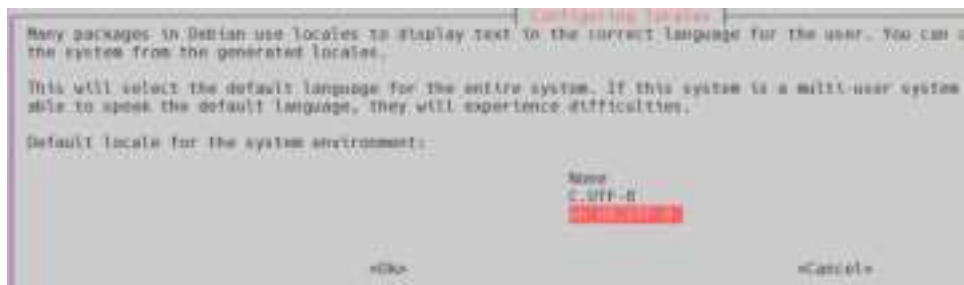 Configuring locales
Many packages in Debian use locales to display text in the correct language for the user. You can
the system from the generated locales.
This will select the default language for the entire system. If this system is a multi-user system
able to speak the default language, they will experience difficulties.
Default locale for the system environment:
None
C.UTF-8
<Ok> <Cancel>